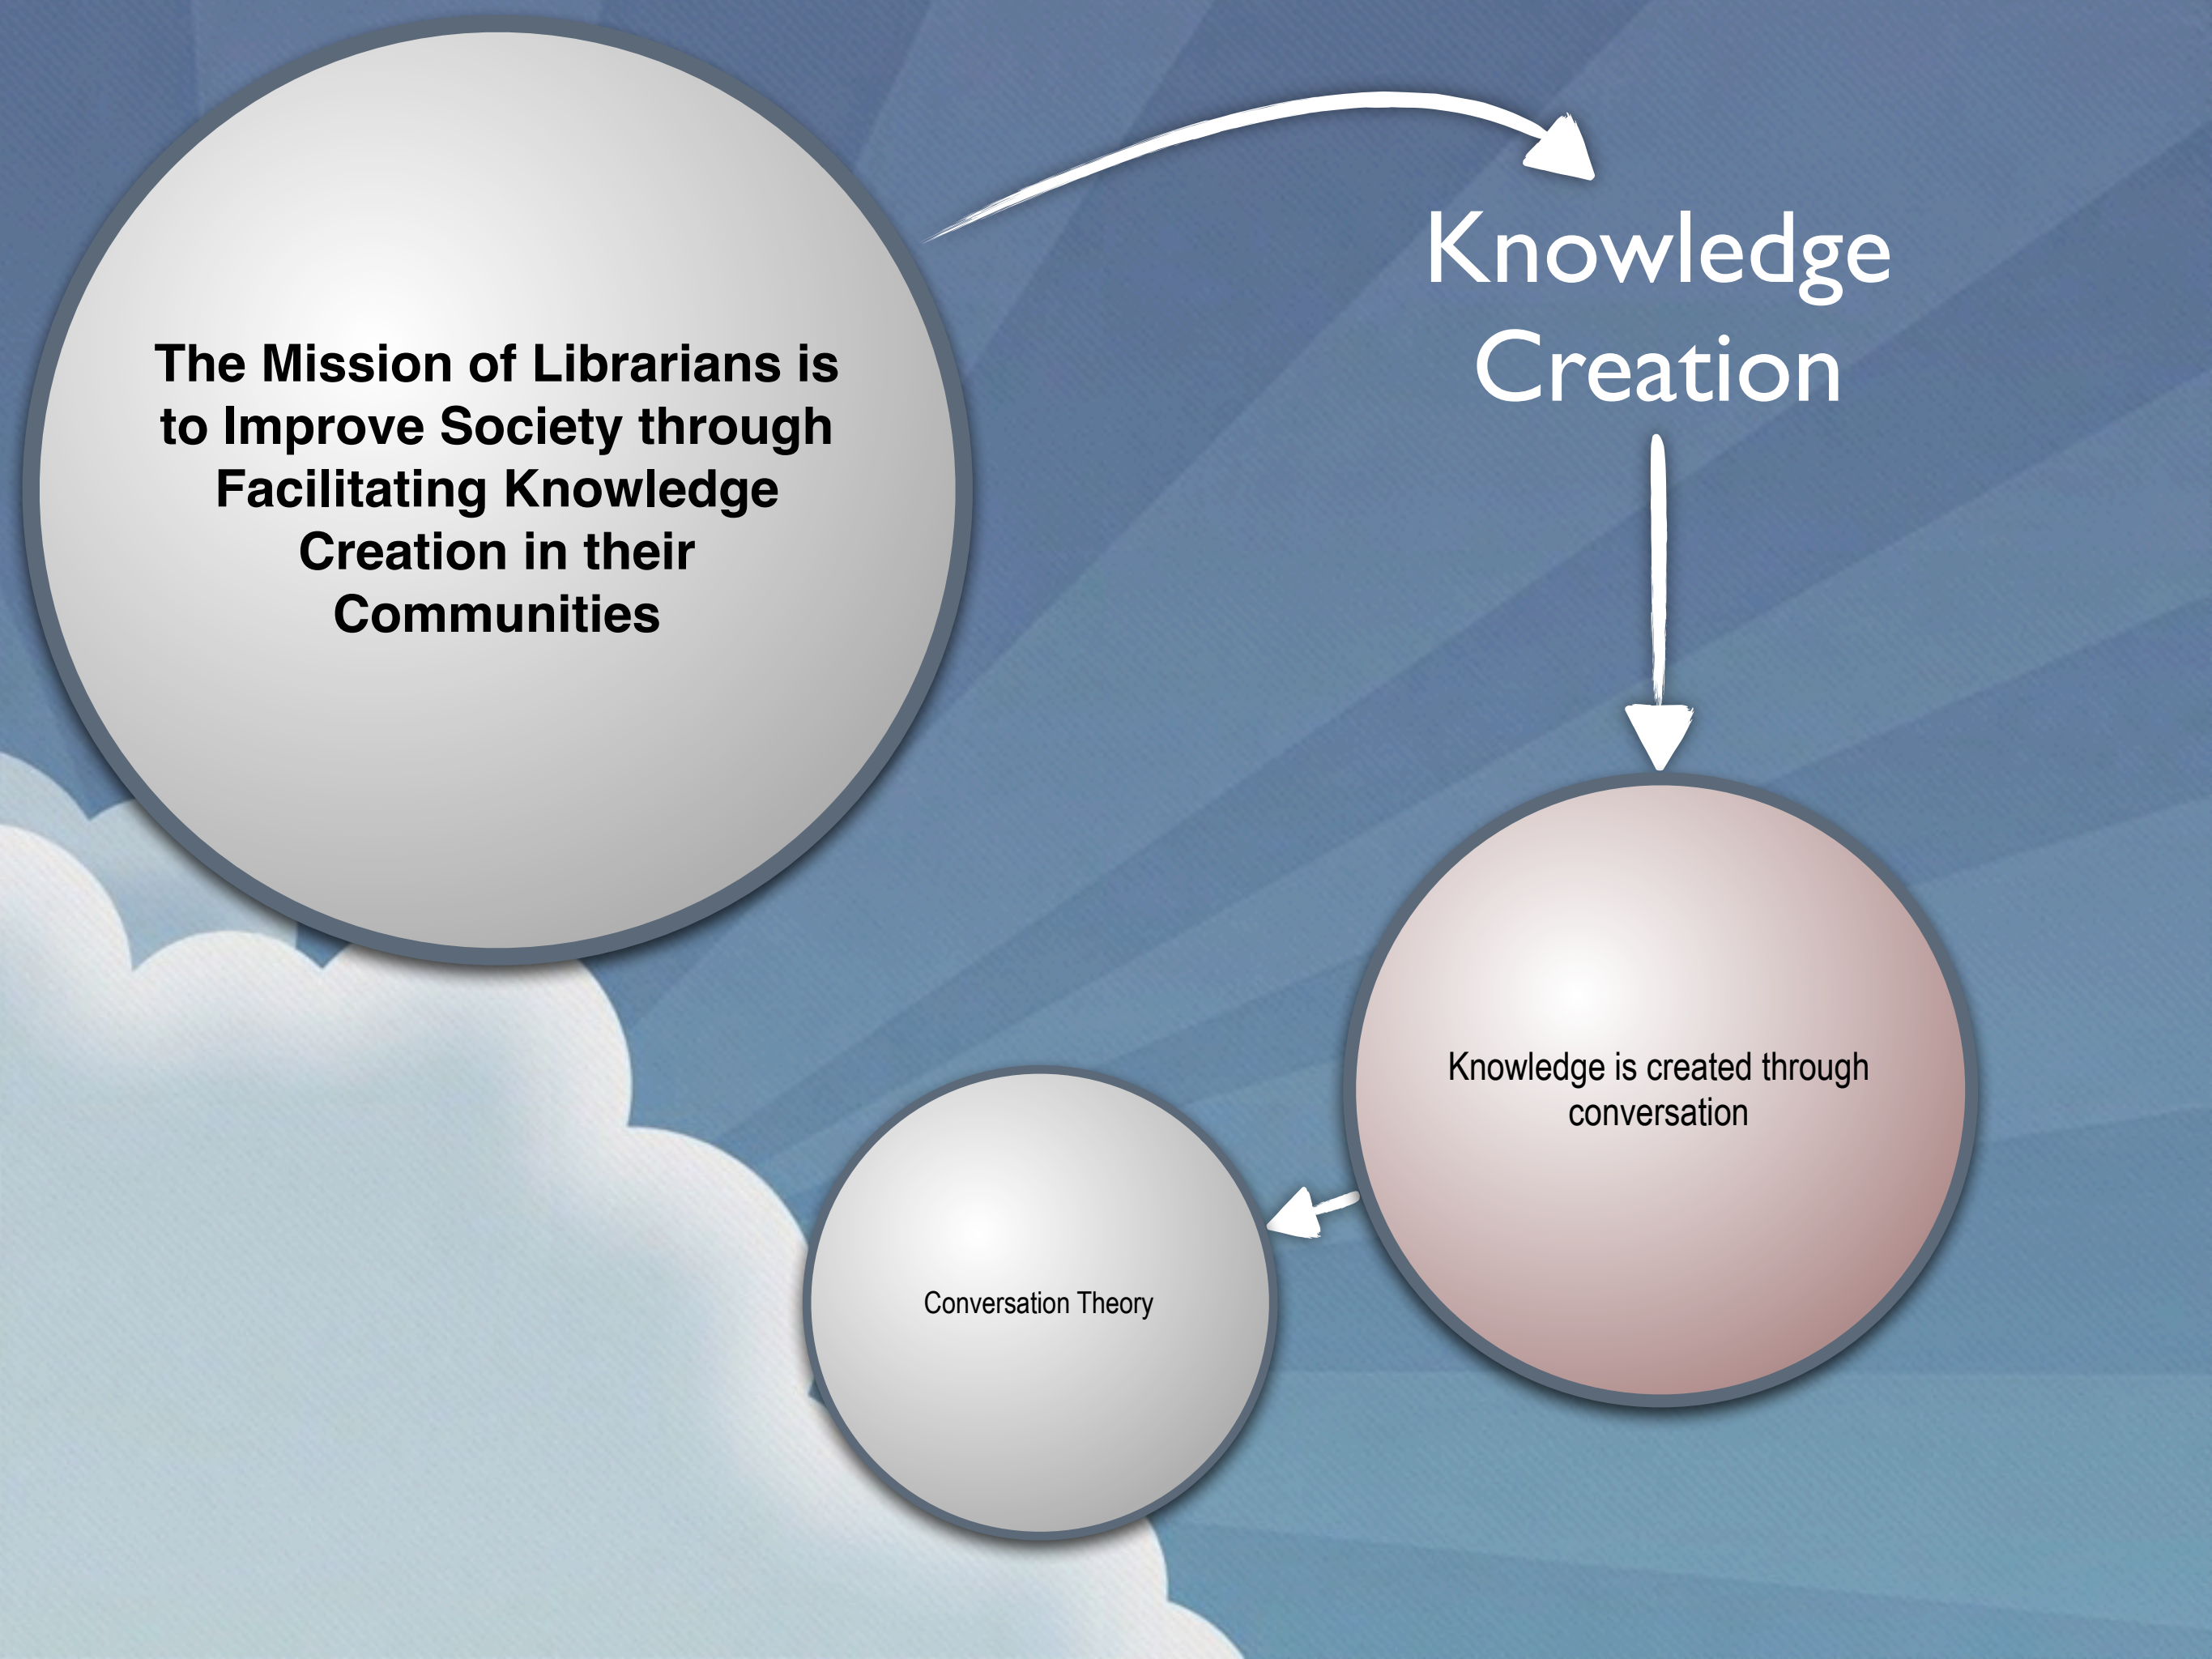 The Mission of Librarians is
to Improve Society through
Facilitating Knowledge
Creation in their
Communities
Knowledge
Creation
Knowledge is created through
conversation
Conversation Theory